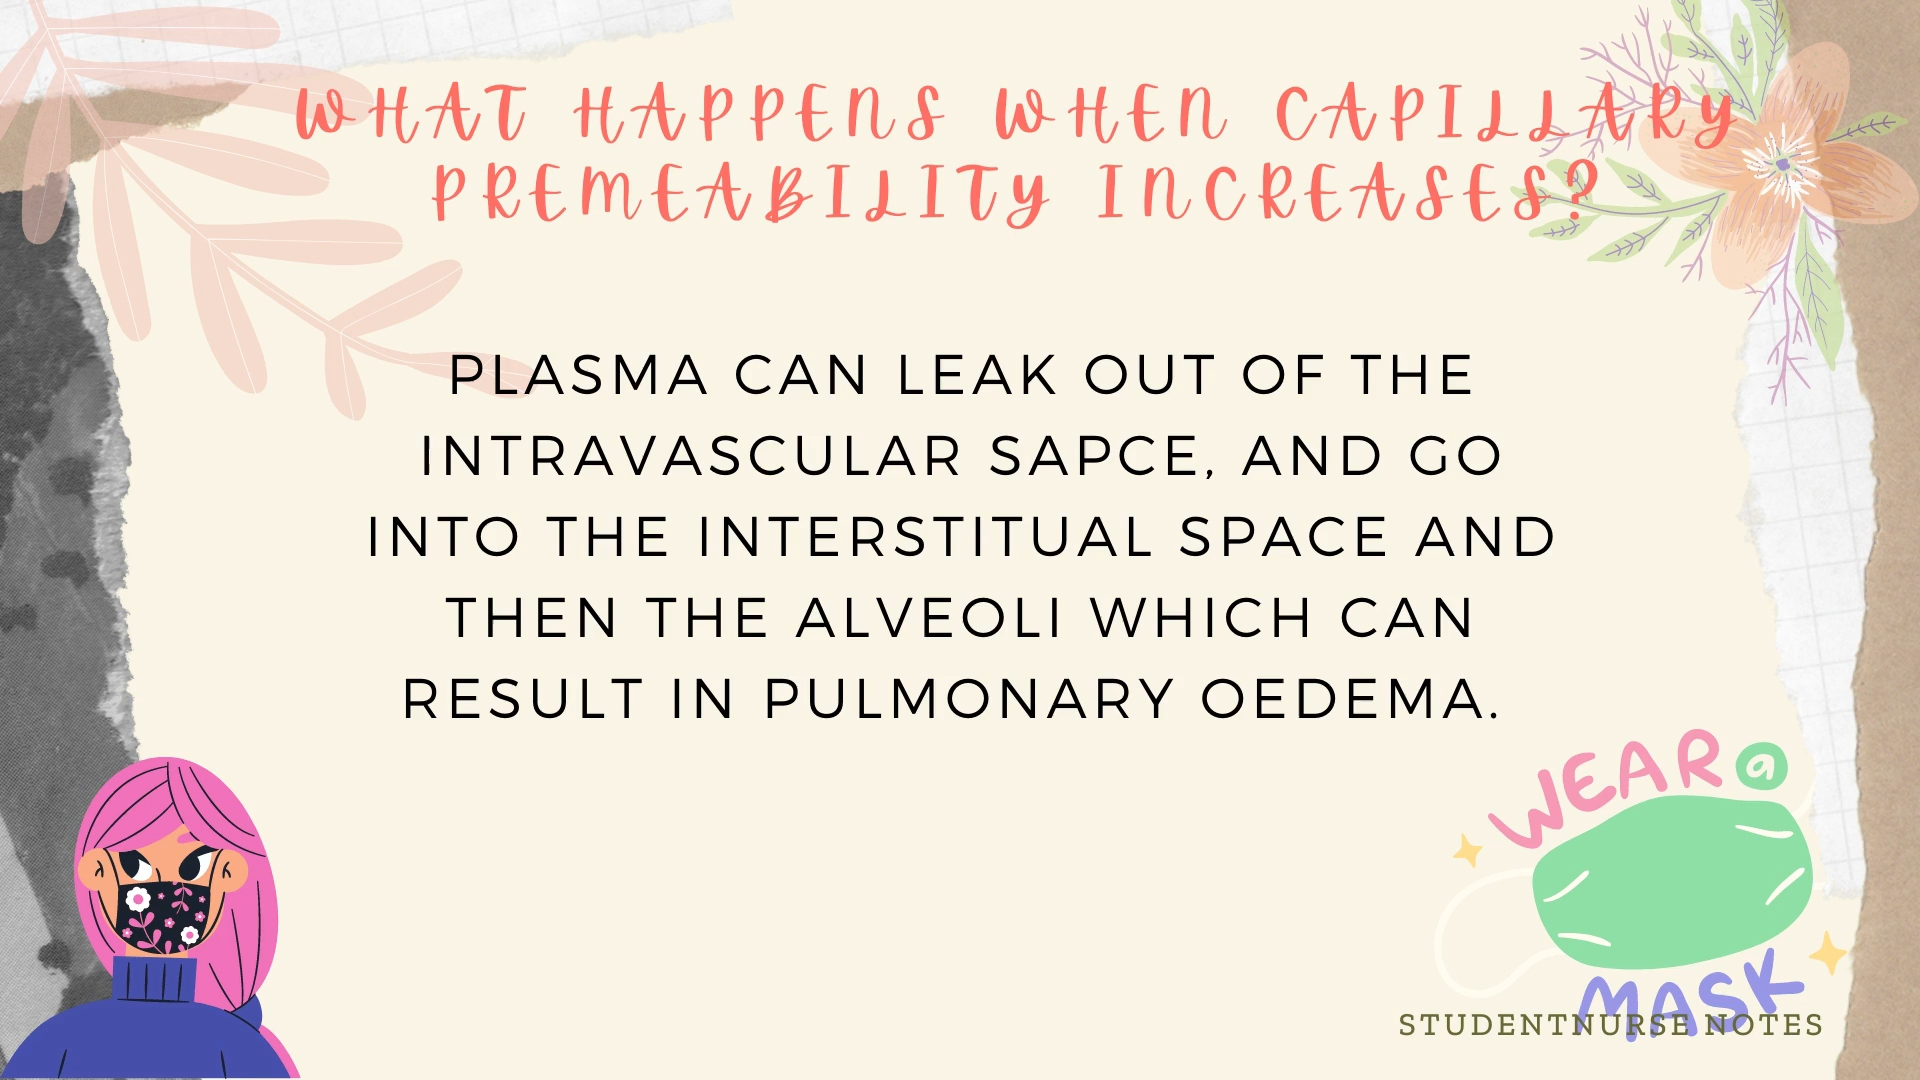 WHAT HAPPENS WHEN CAPILLARY
PREMEABILITY INCREASES?
PLASMA CAN LEAK OUT OF THE
INTRAVASCULAR SAPCE, AND GO
INTO THE INTERSTITUAL SPACE AND
THEN THE ALVEOLI WHICH CAN
RESULT IN PULMONARY OEDEMA.
WEAR a
MASK
STUDENTNURSE NOTES